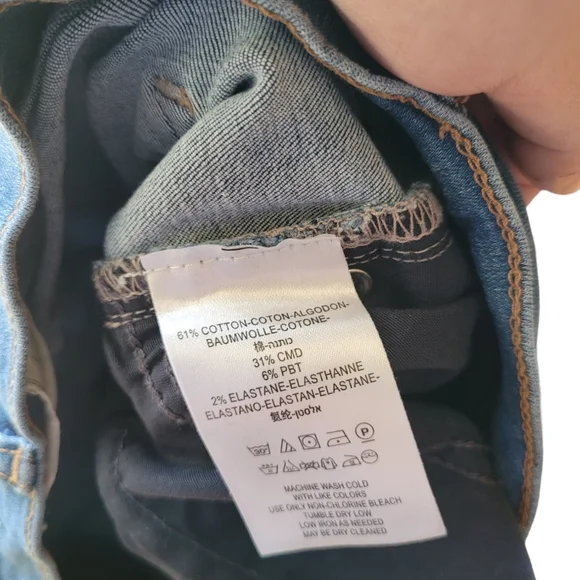 61% COTTON-COTON-ALGODON-
BAUMWOLLE-COTONE-
棉-כותנה
31% CMD
6% PBT
2% ELASTANE-ELASTHANNE
ELASTANO-ELASTAN-ELASTANE-
氨纶-אלסטן
30°
P
MACHINE WASH COLD
WITH LIKE COLORS
USE ONLY NON-CHLORINE BLEACH
TUMBLE DRY LOW
LOW IRON AS NEEDED
MAY BE DRY CLEANED